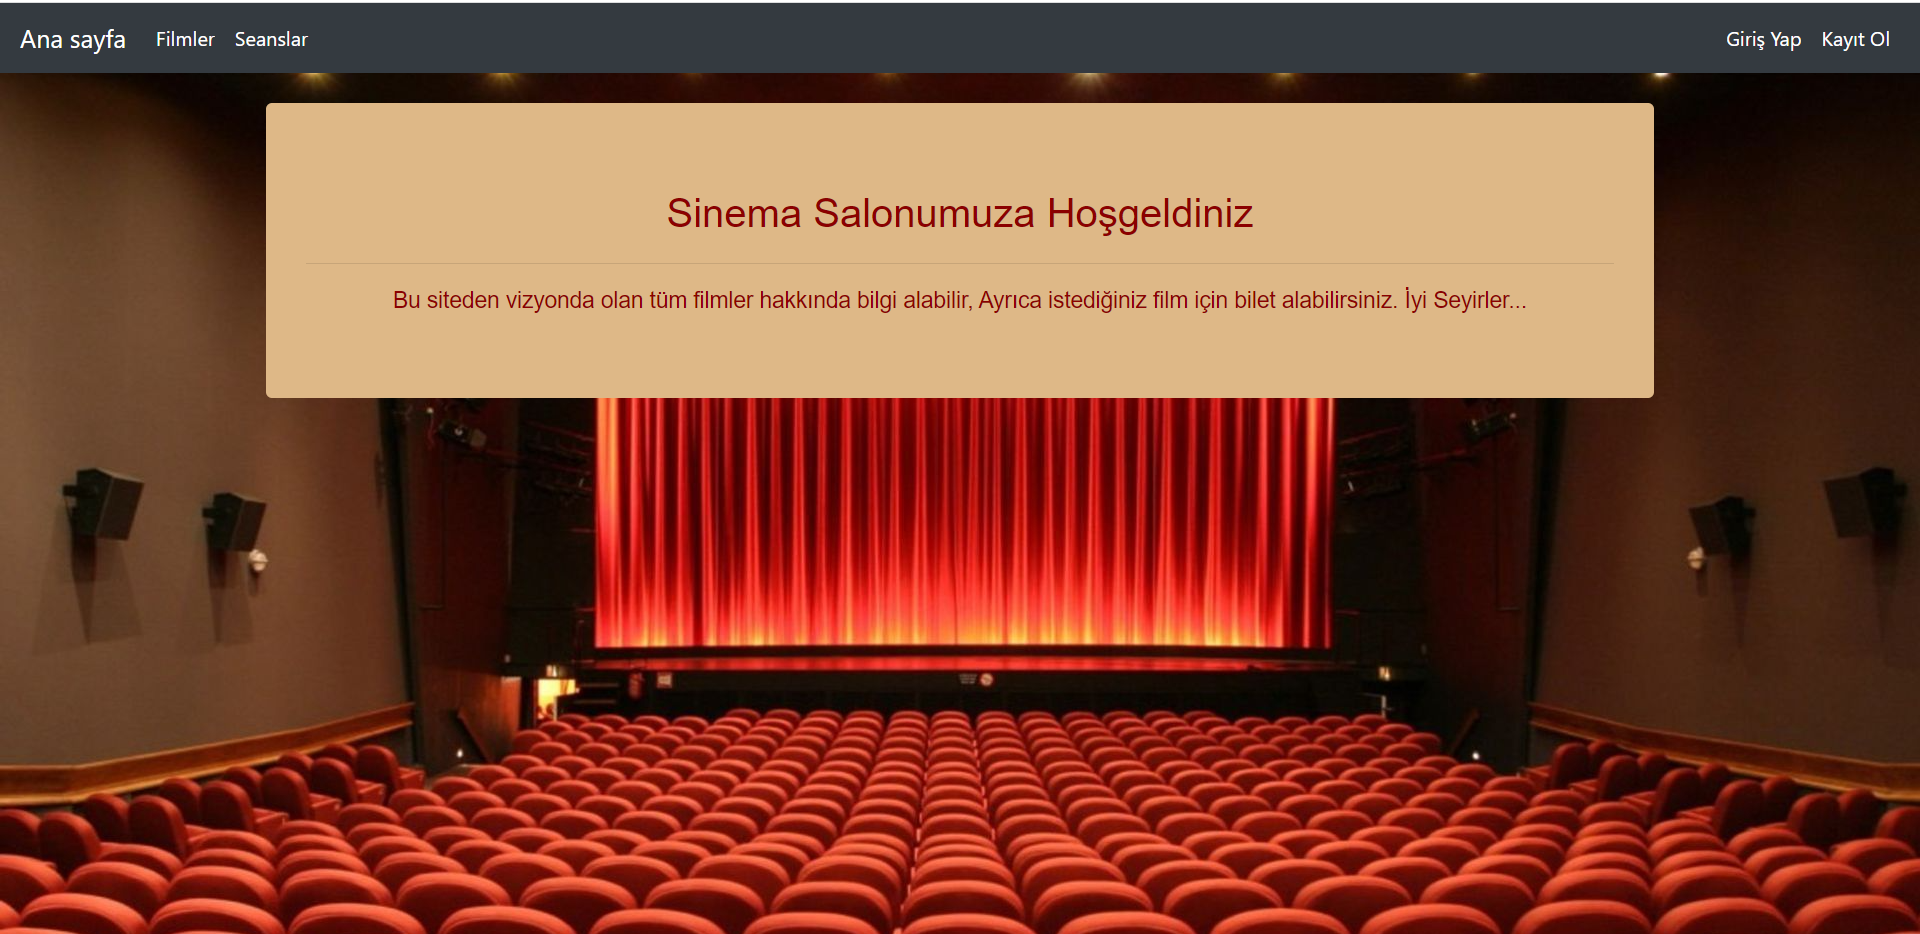 Ana sayfa Filmler Seanslar Giriş Yap Kayıt Ol
Sinema Salonumuza Hoşgeldiniz
Bu siteden vizyonda olan tüm filmler hakkında bilgi alabilir, Ayrıca istediğiniz film için bilet alabilirsiniz. İyi Seyirler...